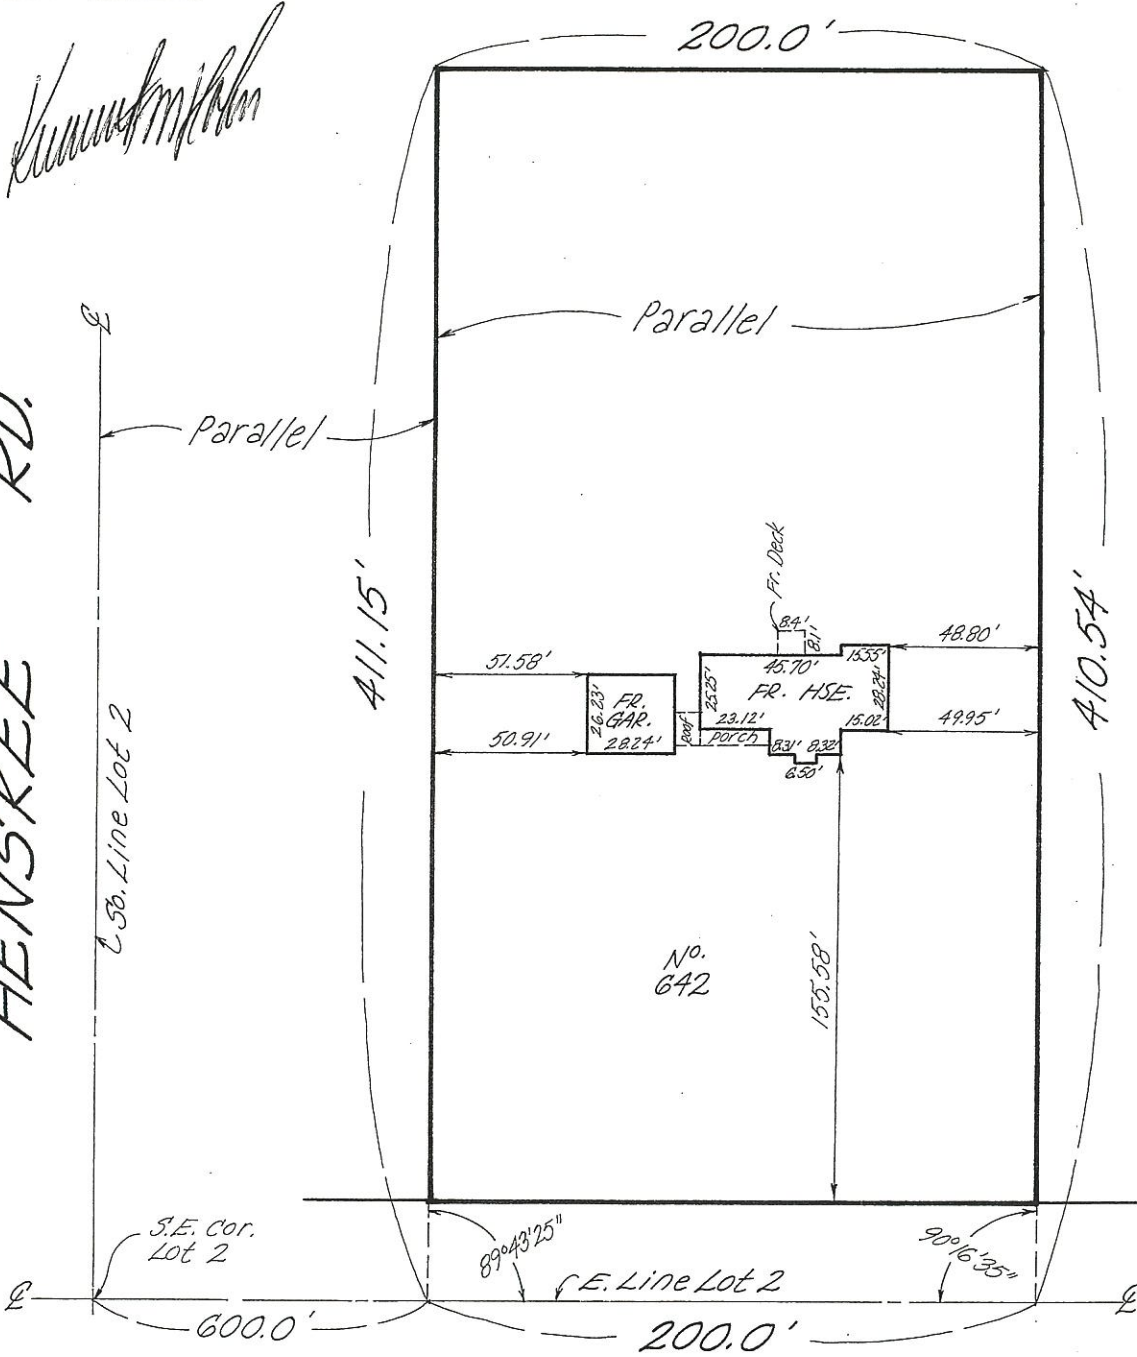 200.0'
Parallel
Parallel
℄
HENSKEE RD.
411.15'
410.54'
Fr. Deck
8.4'
8.1'
48.80'
15.55'
45.70'
51.58'
FR. HSE.
25.25'
28.24'
FR.
GAR.
26.23'
28.24'
23.12'
15.02'
49.95'
50.91'
Roof
Porch
8.31'
8.32'
6.50'
So. Line Lot 2
No.
642
155.58'
S.E. Cor.
Lot 2
89°43'25"
90°16'35"
E. Line Lot 2
℄
℄
600.0'
200.0'